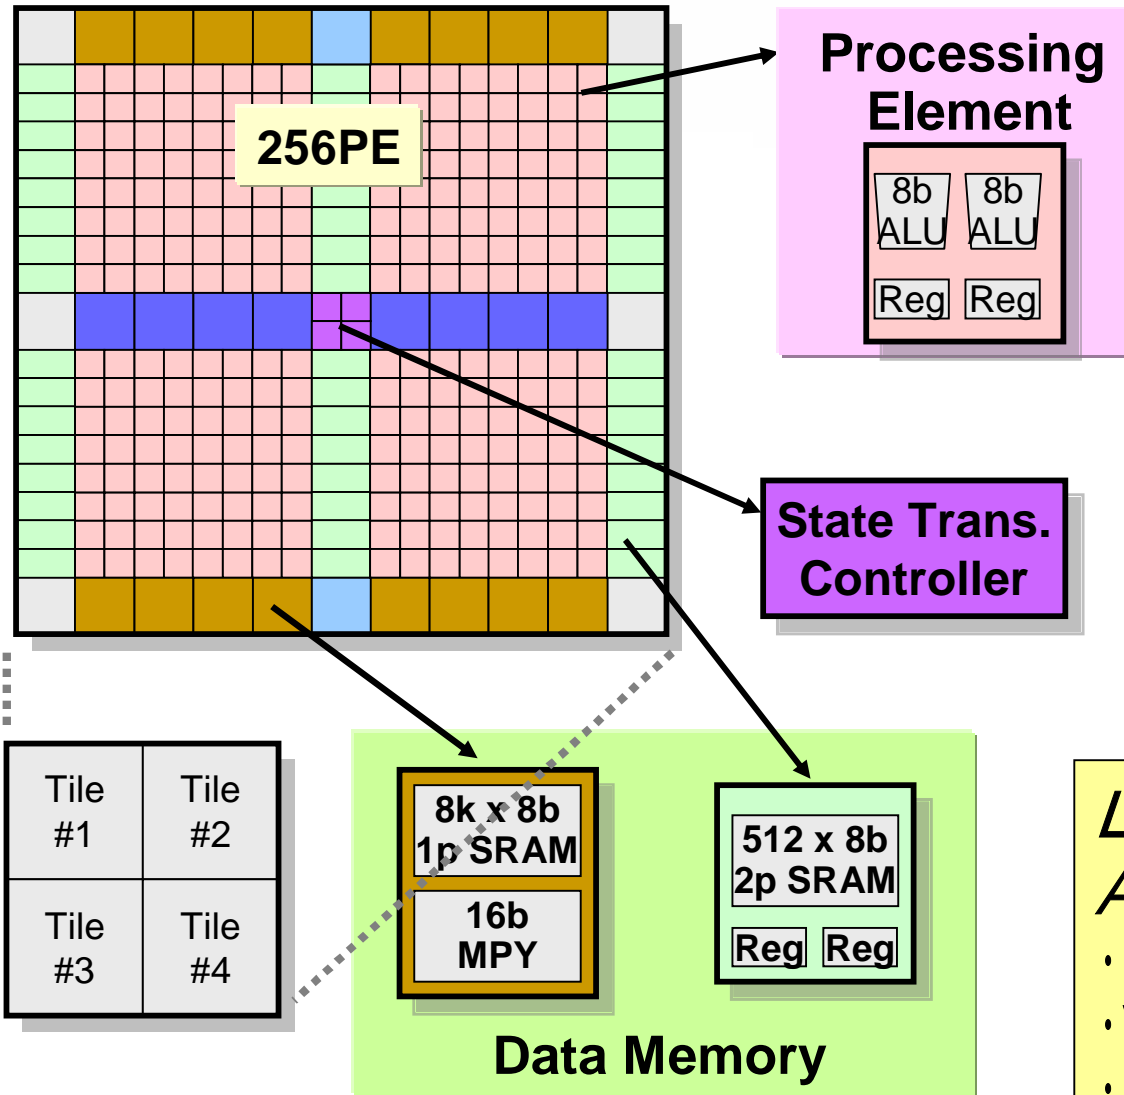 Processing
Element
256PE
8b
ALU
8b
ALU
Reg
Reg
State Trans.
Controller
Tile
#1
Tile
#2
Tile
#3
Tile
#4
8k x 8b
1p SRAM
16b
MPY
512 x 8b
2p SRAM
Reg
Reg
Data Memory